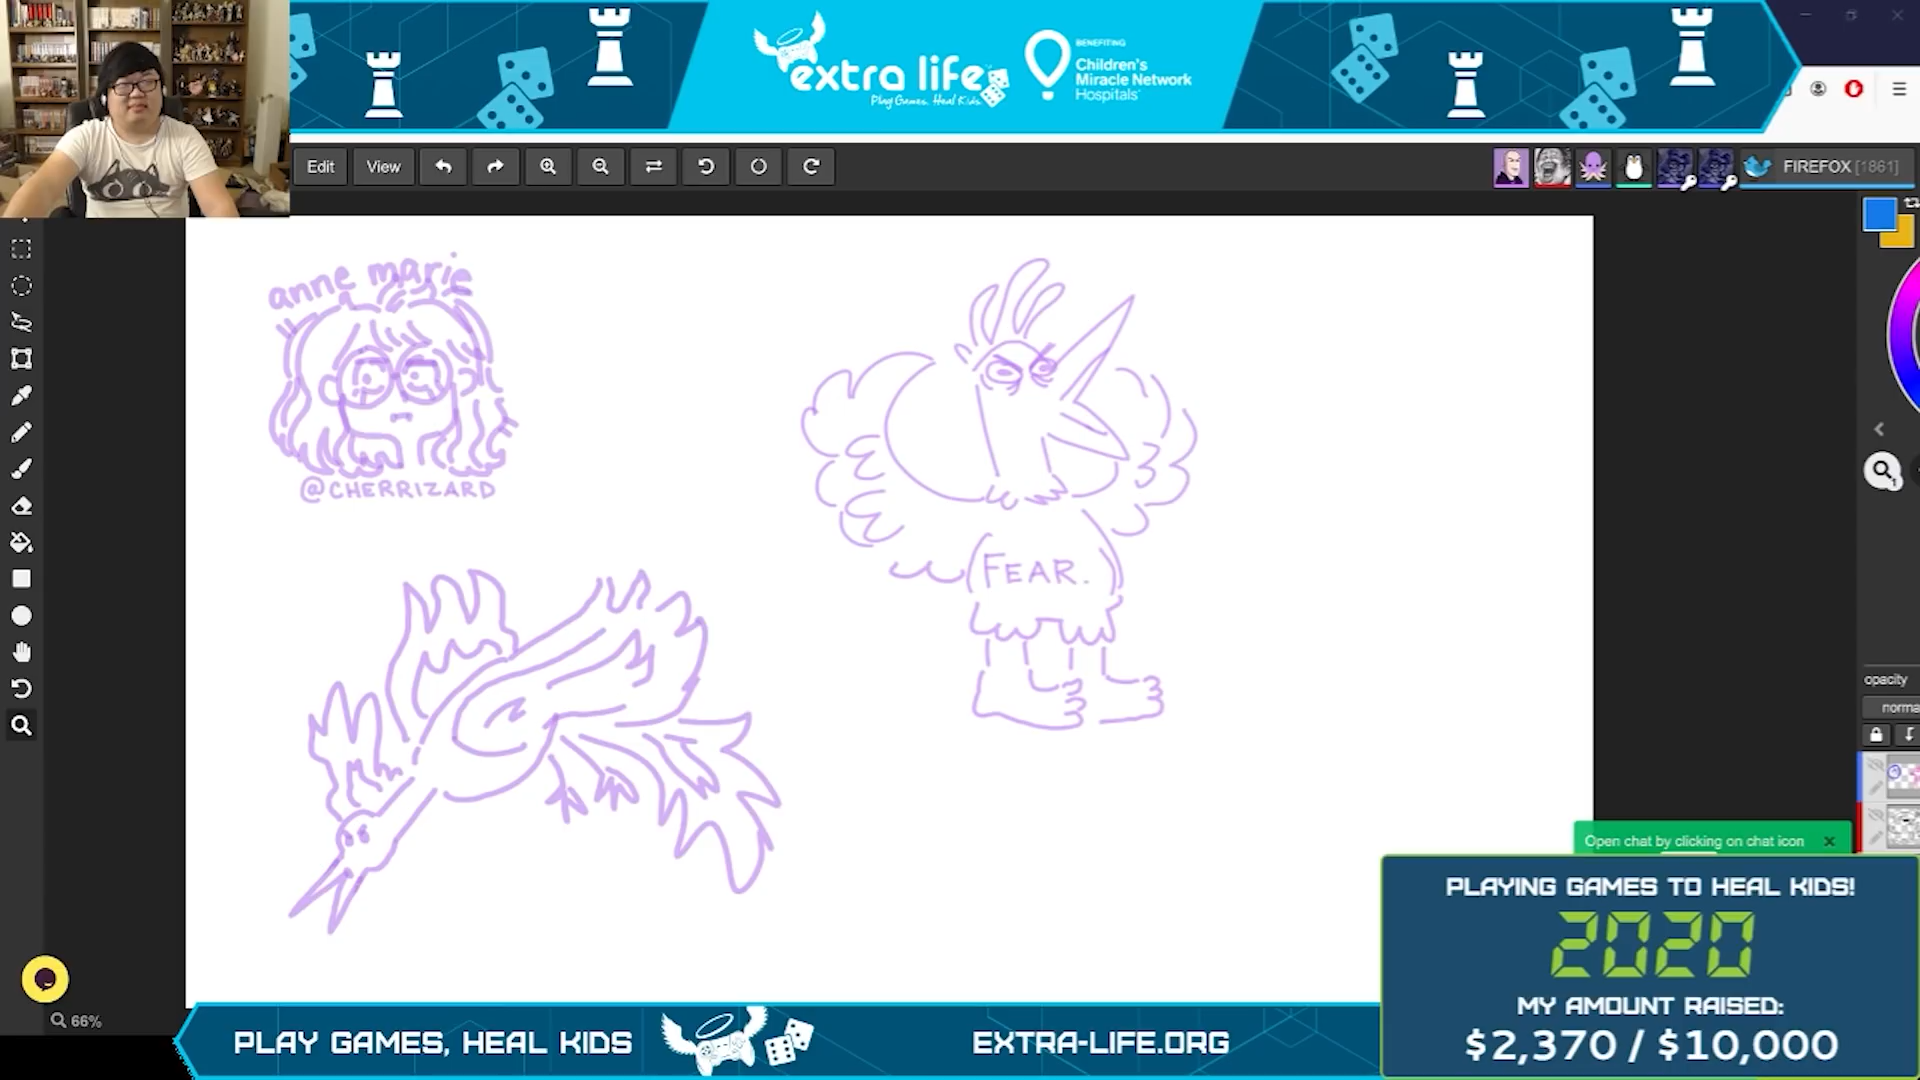 extra life
Play Games. Heal Kids.
BENEFITING
Children's
Miracle Network
Hospitals
Edit
View
FIREFOX [1861]
anne marie
@CHERRIZARD
FEAR.
opacity
norma
Open chat by clicking on chat icon
PLAYING GAMES TO HEAL KIDS!
2020
MY AMOUNT RAISED:
$2,370 / $10,000
66%
PLAY GAMES, HEAL KIDS
EXTRA-LIFE.ORG